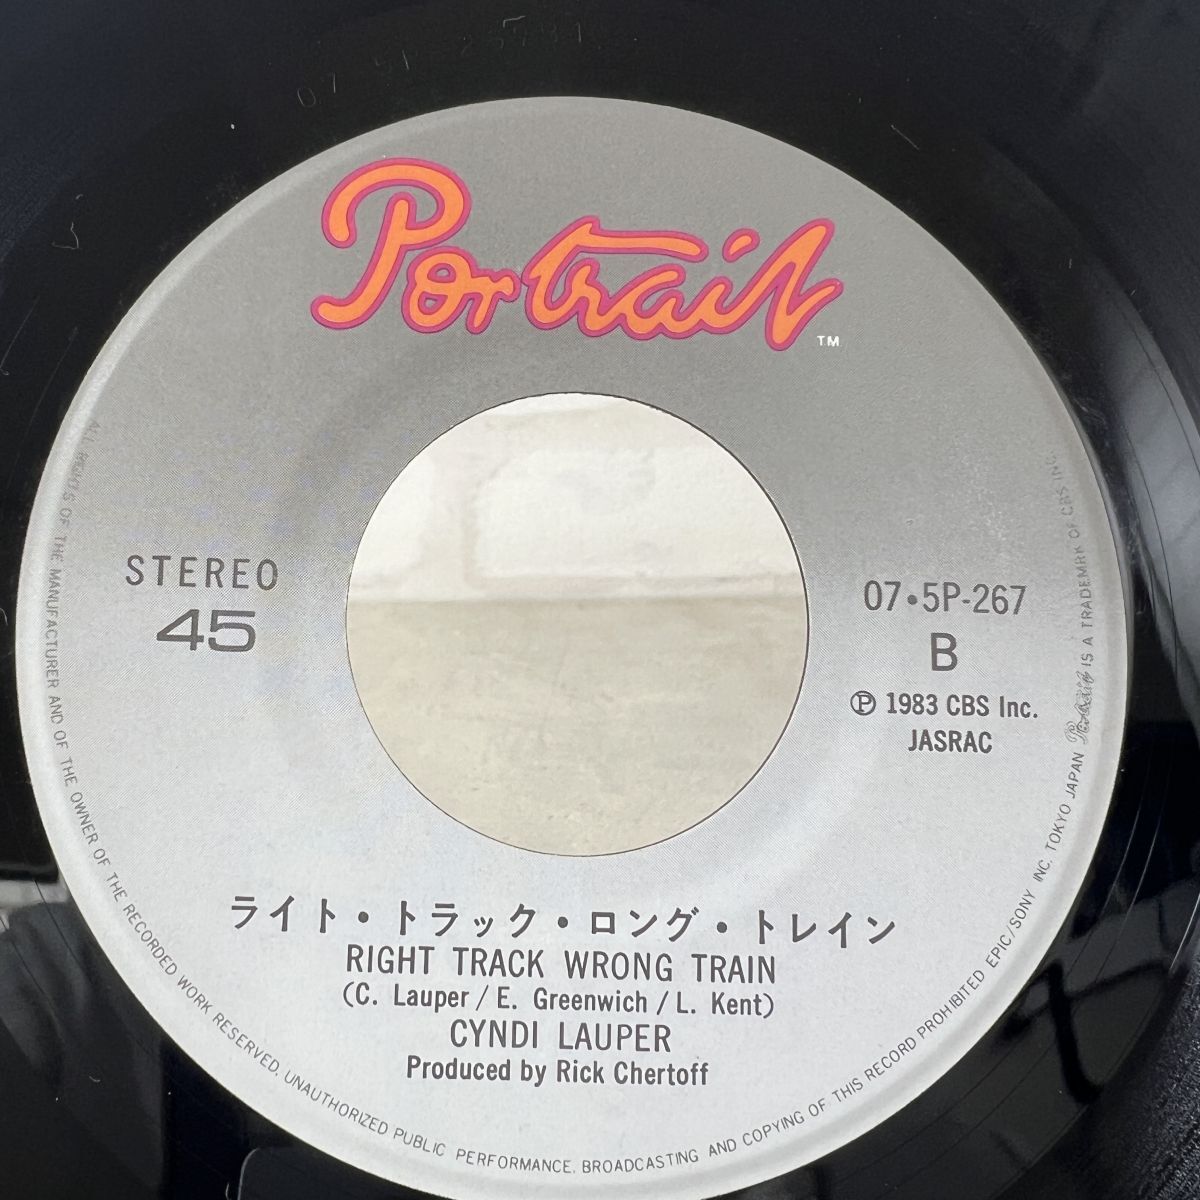 Portrait
TM
STEREO
45
07・5P-267
B
Ⓟ 1983 CBS Inc.
JASRAC
ライト・トラック・ロング・トレイン
RIGHT TRACK WRONG TRAIN
(C. Lauper / E. Greenwich / L. Kent)
CYNDI LAUPER
Produced by Rick Chertoff
ALL RIGHTS OF THE MANUFACTURER AND OF THE OWNER OF THE RECORDED WORK RESERVED. UNAUTHORIZED PUBLIC PERFORMANCE. BROADCASTING AND COPYING OF THIS RECORD PROHIBITED EPIC/SONY INC. TOKYO JAPAN Portrait IS A TRADEMARK OF CBS INC.